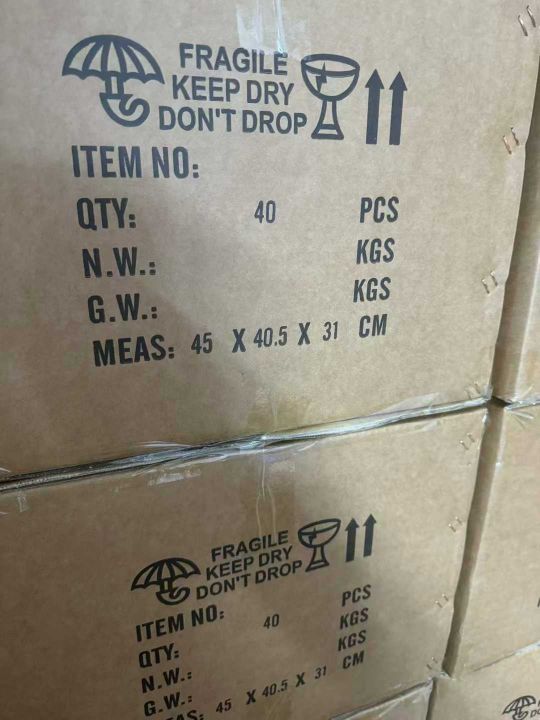 FRAGILE
KEEP DRY
DON'T DROP
ITEM NO:
QTY: 40 PCS
N.W.: KGS
G.W.: KGS
MEAS: 45 X 40.5 X 31 CM
FRAGILE
KEEP DRY
DON'T DROP
ITEM NO:
QTY: 40 PCS
N.W.: KGS
G.W.: KGS
AS: 45 X 40.5 X 31 CM